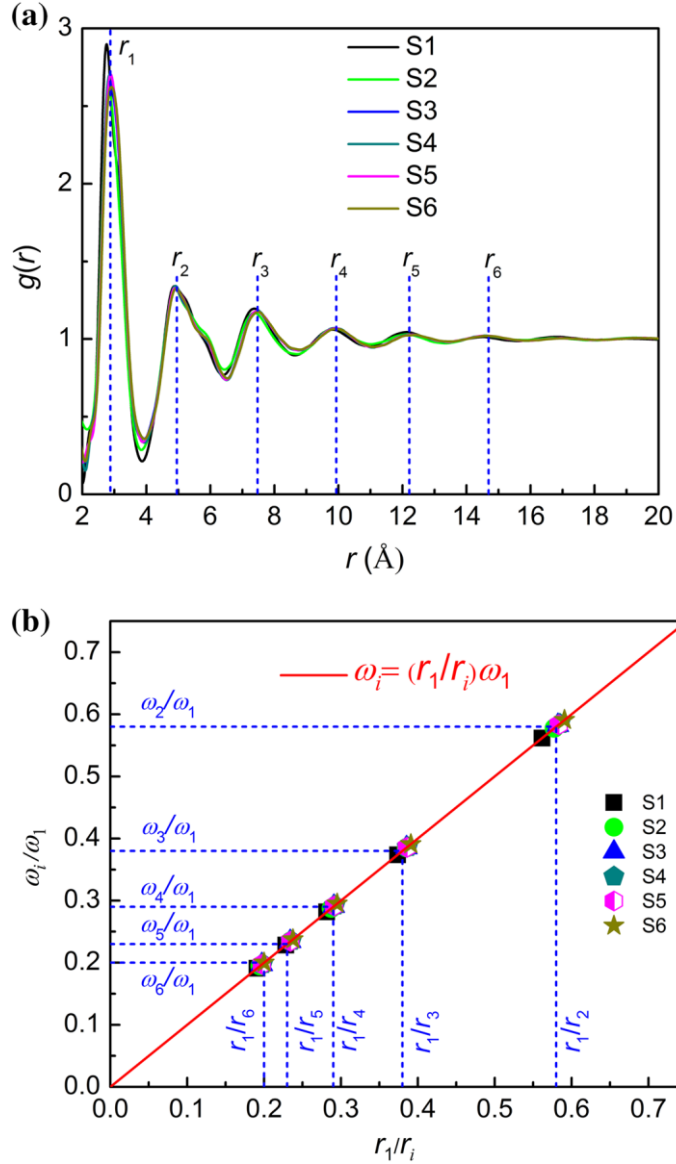 (a)
3
2
1
0
g(r)
r₁
S1
S2
S3
S4
S5
S6
r₂ r₃ r₄ r₅ r₆
2 4 6 8 10 12 14 16 18 20
r (Å)
(b)
0.7
0.6
0.5
0.4
0.3
0.2
0.1
0.0
ωᵢ/ω₁
ωᵢ= (r₁/rᵢ)ω₁
ω₂/ω₁
ω₃/ω₁
ω₄/ω₁
ω₅/ω₁
ω₆/ω₁
S1
S2
S3
S4
S5
S6
r₁/r₆ r₁/r₅ r₁/r₄ r₁/r₃ r₁/r₂
0.0 0.1 0.2 0.3 0.4 0.5 0.6 0.7
r₁/rᵢ